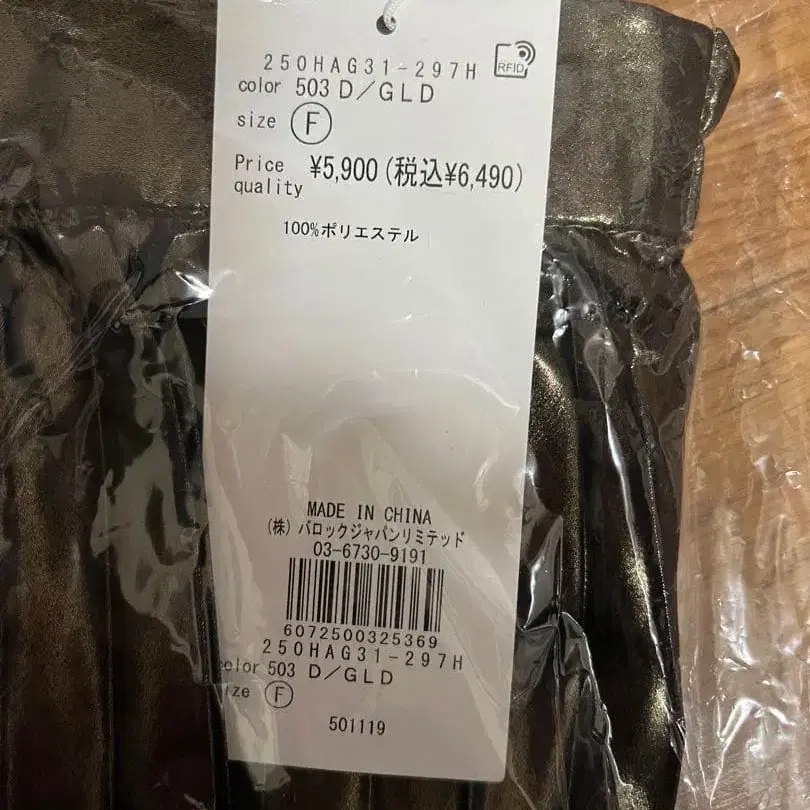 250HAG31-297H
RFID
color 503 D/GLD
size F
Price ¥5,900(税込¥6,490)
quality
100%ポリエステル
MADE IN CHINA
(株)バロックジャパンリミテッド
03-6730-9191
6072500325369
250HAG31-297H
color 503 D/GLD
size F
501119